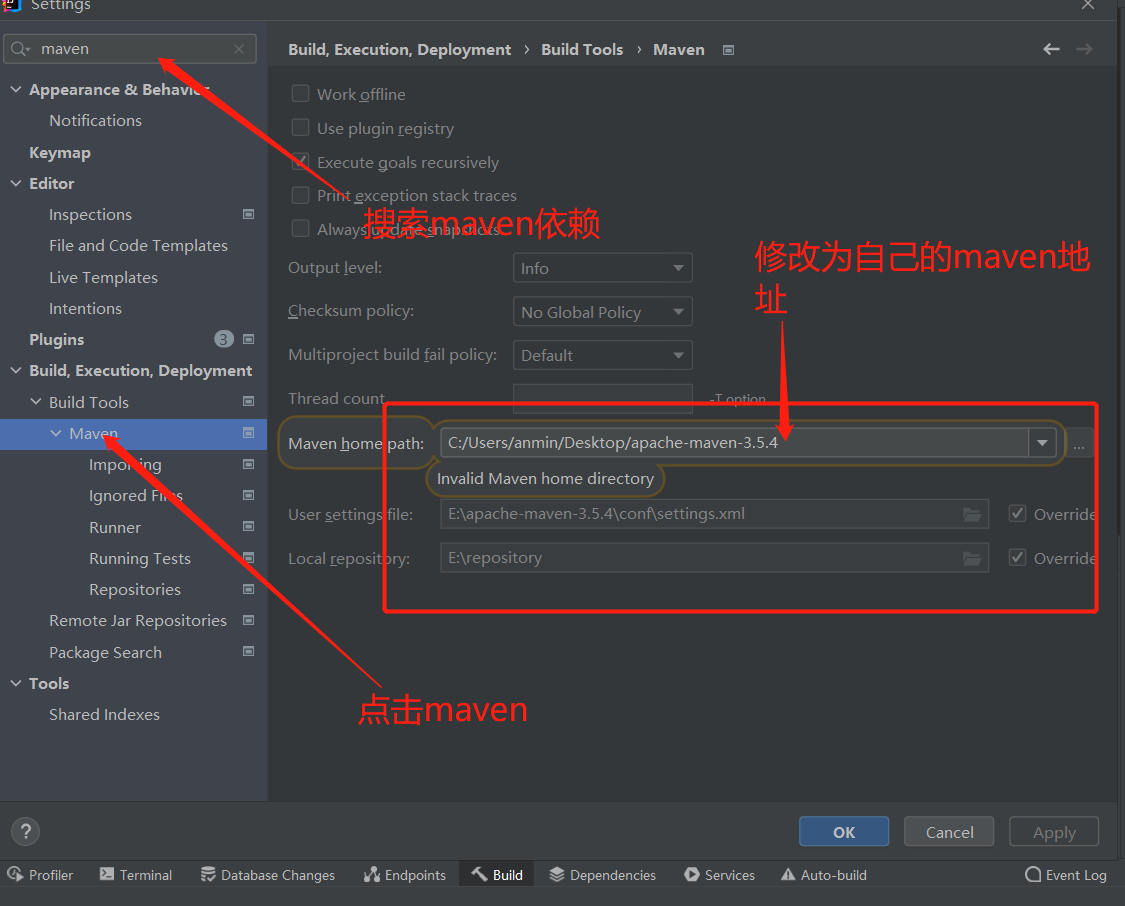 Settings
maven
Build, Execution, Deployment › Build Tools › Maven
Appearance & Behavior
Notifications
Keymap
Editor
Inspections
File and Code Templates
Live Templates
Intentions
Plugins 3
Build, Execution, Deployment
Build Tools
Maven
Importing
Ignored Files
Runner
Running Tests
Repositories
Remote Jar Repositories
Package Search
Tools
Shared Indexes
Work offline
Use plugin registry
Execute goals recursively
Print exception stack traces
Always update snapshots
搜索maven依赖
修改为自己的maven地
址
Output level: Info
Checksum policy: No Global Policy
Multiproject build fail policy: Default
Thread count -T option
Maven home path: C:/Users/anmin/Desktop/apache-maven-3.5.4 ...
Invalid Maven home directory
User settings file: E:\apache-maven-3.5.4\conf\settings.xml Override
Local repository: E:\repository Override
点击maven
? OK Cancel Apply
Profiler Terminal Database Changes Endpoints Build Dependencies Services Auto-build Event Log